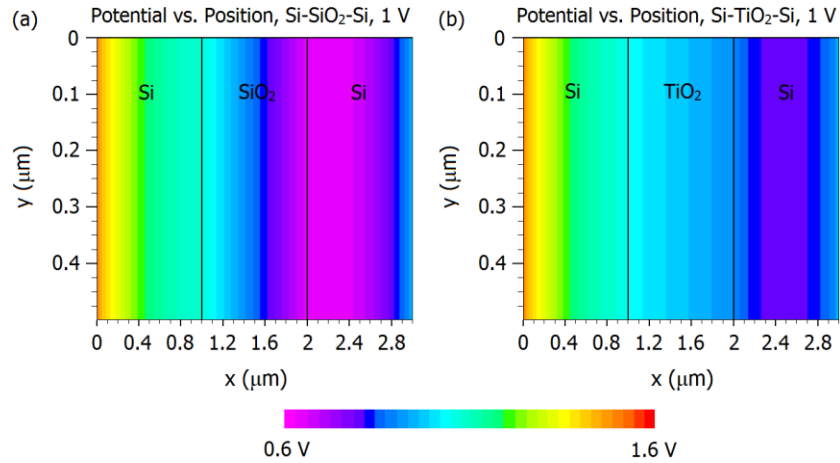 (a) Potential vs. Position, Si-SiO₂-Si, 1 V
0
0.1
0.2
0.3
0.4
y (μm)
Si
SiO₂
Si
0 0.4 0.8 1.2 1.6 2 2.4 2.8
x (μm)
(b) Potential vs. Position, Si-TiO₂-Si, 1 V
0
0.1
0.2
0.3
0.4
y (μm)
Si
TiO₂
Si
0 0.4 0.8 1.2 1.6 2 2.4 2.8
x (μm)
0.6 V
1.6 V